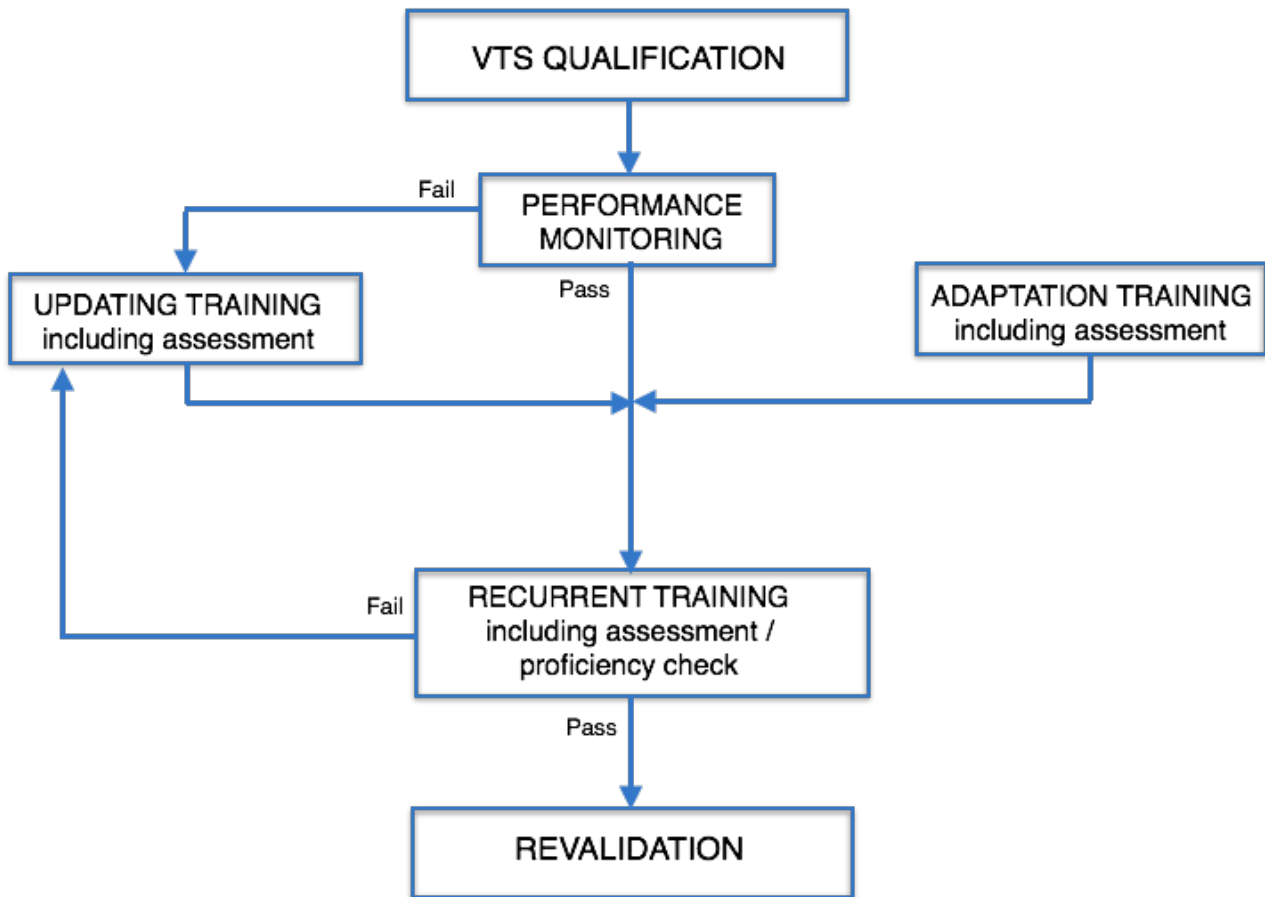 VTS QUALIFICATION
Fail
PERFORMANCE
MONITORING
Pass
UPDATING TRAINING
including assessment
ADAPTATION TRAINING
including assessment
Fail
RECURRENT TRAINING
including assessment /
proficiency check
Pass
REVALIDATION